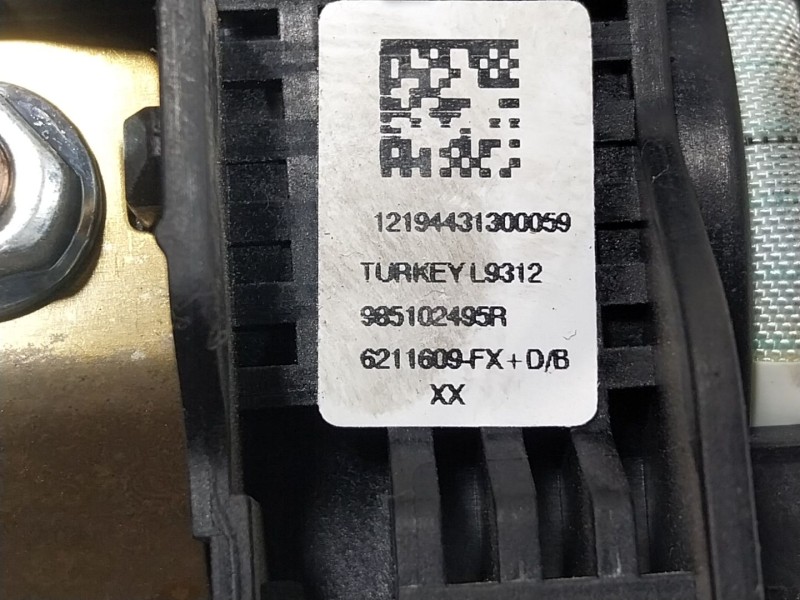 12194431300059
TURKEY L9312
985102495R
6211609-FX+D/B
XX